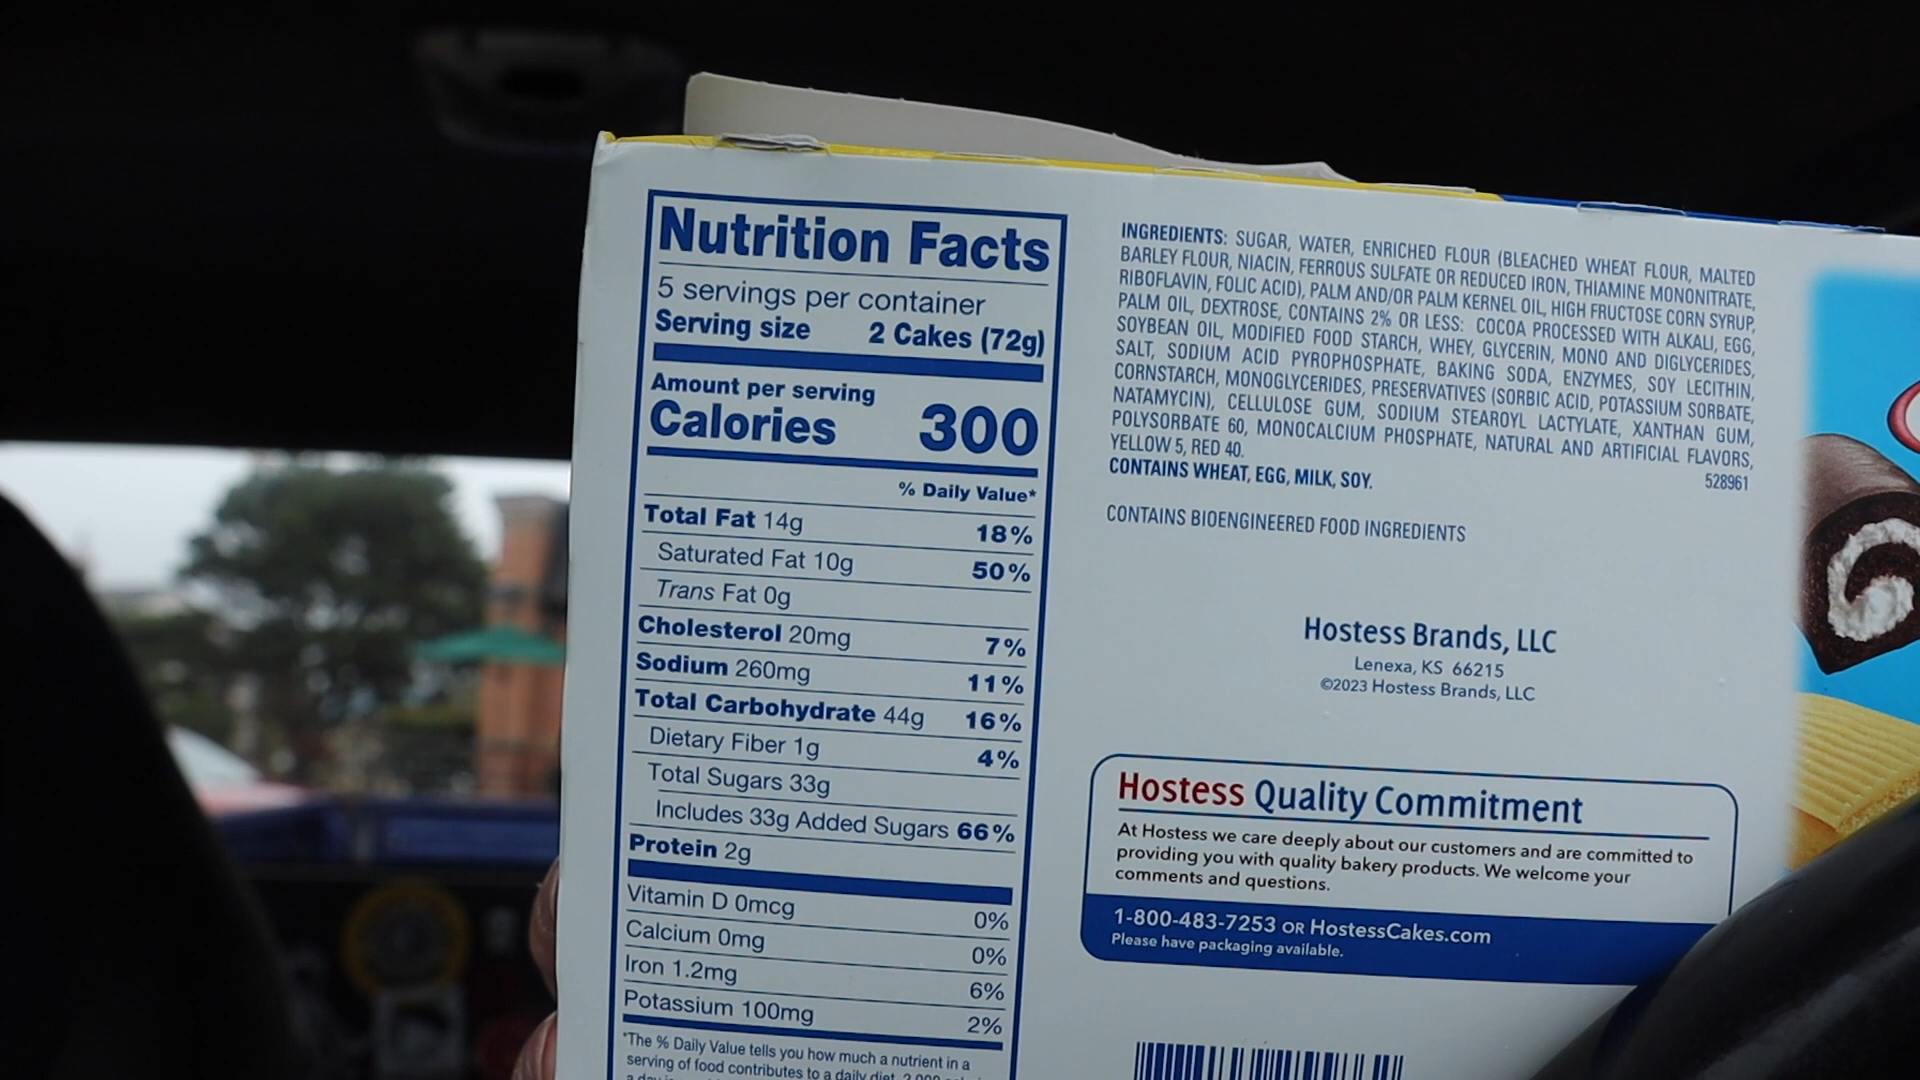 Nutrition Facts
5 servings per container
Serving size 2 Cakes (72g)
Amount per serving
Calories 300
% Daily Value*
Total Fat 14g 18%
Saturated Fat 10g 50%
Trans Fat 0g
Cholesterol 20mg 7%
Sodium 260mg 11%
Total Carbohydrate 44g 16%
Dietary Fiber 1g 4%
Total Sugars 33g
Includes 33g Added Sugars 66%
Protein 2g
Vitamin D 0mcg 0%
Calcium 0mg 0%
Iron 1.2mg 6%
Potassium 100mg 2%
*The % Daily Value tells you how much a nutrient in a
serving of food contributes to a daily diet.
INGREDIENTS: SUGAR, WATER, ENRICHED FLOUR (BLEACHED WHEAT FLOUR, MALTED
BARLEY FLOUR, NIACIN, FERROUS SULFATE OR REDUCED IRON, THIAMINE MONONITRATE,
RIBOFLAVIN, FOLIC ACID), PALM AND/OR PALM KERNEL OIL, HIGH FRUCTOSE CORN SYRUP,
PALM OIL, DEXTROSE, CONTAINS 2% OR LESS: COCOA PROCESSED WITH ALKALI, EGG,
SOYBEAN OIL, MODIFIED FOOD STARCH, WHEY, GLYCERIN, MONO AND DIGLYCERIDES,
SALT, SODIUM ACID PYROPHOSPHATE, BAKING SODA, ENZYMES, SOY LECITHIN,
CORNSTARCH, MONOGLYCERIDES, PRESERVATIVES (SORBIC ACID, POTASSIUM SORBATE,
NATAMYCIN), CELLULOSE GUM, SODIUM STEAROYL LACTYLATE, XANTHAN GUM,
POLYSORBATE 60, MONOCALCIUM PHOSPHATE, NATURAL AND ARTIFICIAL FLAVORS,
YELLOW 5, RED 40.
CONTAINS WHEAT, EGG, MILK, SOY. 528961
CONTAINS BIOENGINEERED FOOD INGREDIENTS
Hostess Brands, LLC
Lenexa, KS 66215
©2023 Hostess Brands, LLC
Hostess Quality Commitment
At Hostess we care deeply about our customers and are committed to
providing you with quality bakery products. We welcome your
comments and questions.
1-800-483-7253 OR HostessCakes.com
Please have packaging available.